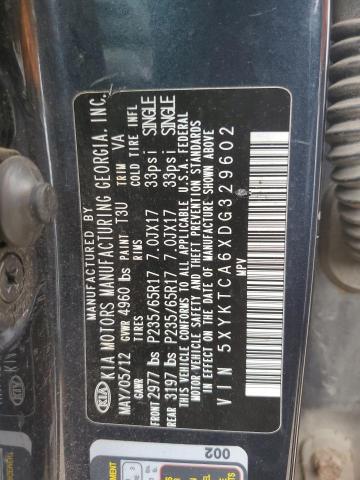 MANUFACTURED BY
KIA KIA MOTORS MANUFACTURING GEORGIA. INC.
MAY/05/12 GVWR 4960 lbs PAINT T3U TRIM VA
GAWR TIRES RIMS COLD TIRE INFL
FRONT 2977 lbs P235/65R17 7.0JX17 33psi SINGLE
REAR 3197 lbs P235/65R17 7.0JX17 33psi SINGLE
THIS VEHICLE CONFORMS TO ALL APPLICABLE U.S.A. FEDERAL
MOTOR VEHICLE SAFETY, BUMPER, AND THEFT PREVENTION STANDARDS
IN EFFECT ON THE DATE OF MANUFACTURE SHOWN ABOVE.
VIN 5XYKTCA6XDG329602
MPV
002